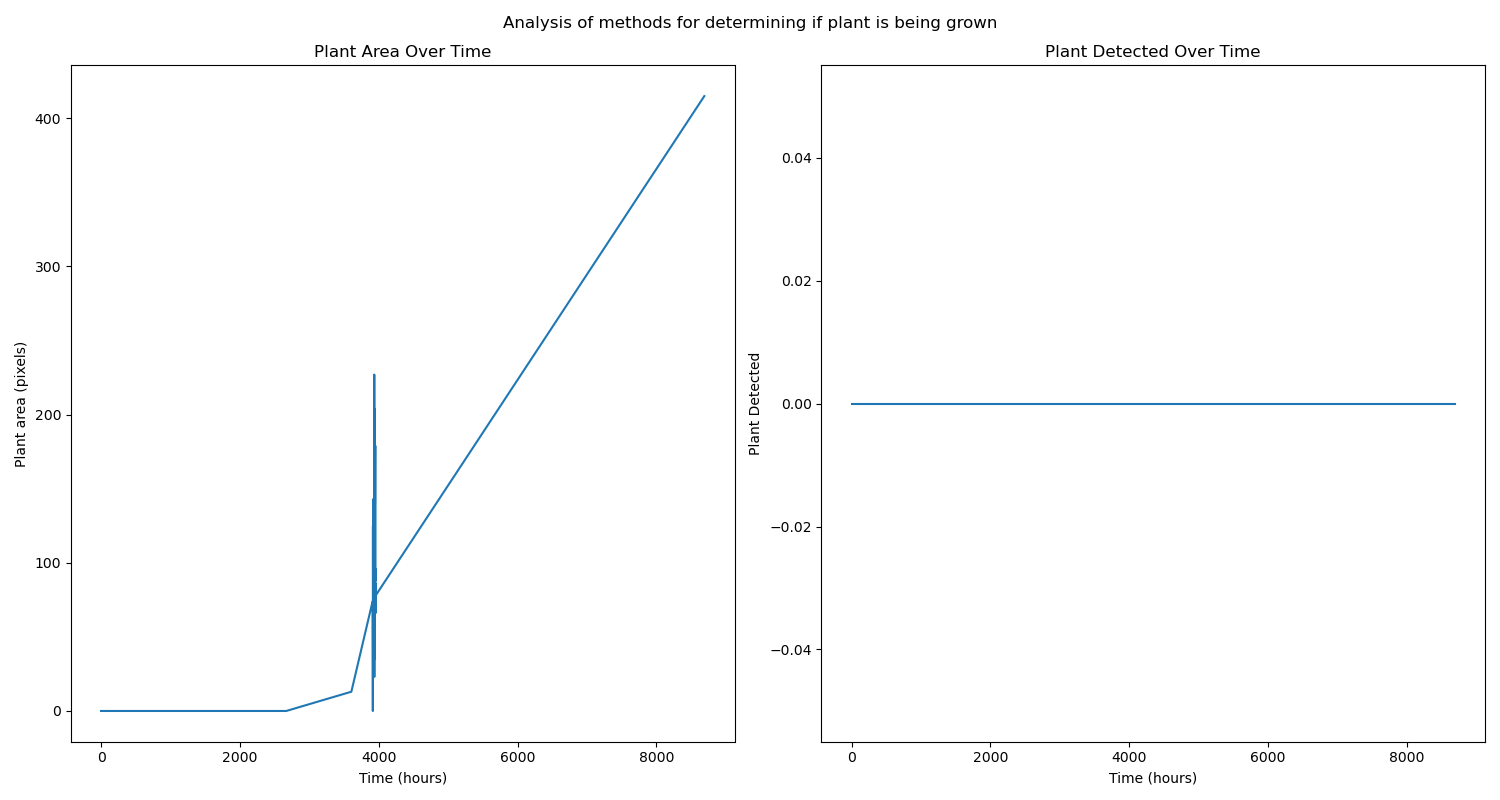 Analysis of methods for determining if plant is being grown
Plant Area Over Time
Plant area (pixels)
400
300
200
100
0
0 2000 4000 6000 8000
Time (hours)
Plant Detected Over Time
Plant Detected
0.04
0.02
0.00
−0.02
−0.04
0 2000 4000 6000 8000
Time (hours)